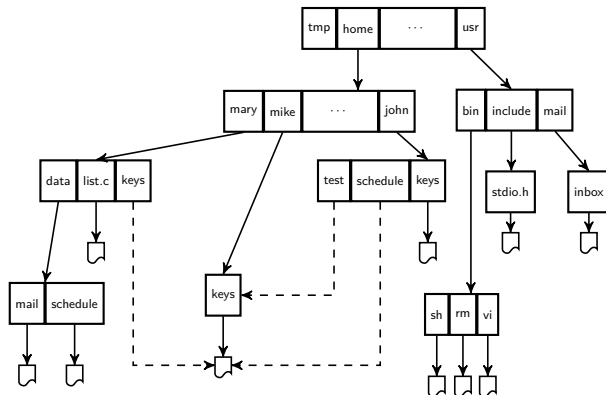 tmp home ... usr
mary mike ... john
bin include mail
data list.c keys
test schedule keys
stdio.h
inbox
keys
mail schedule
sh rm vi